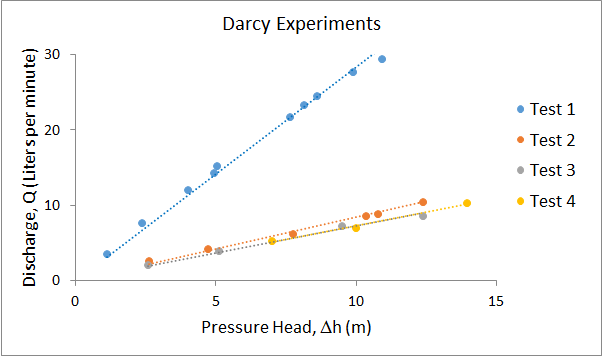 Darcy Experiments
Discharge, Q (Liters per minute)
30
20
10
0
0 5 10 15
Pressure Head, Δh (m)
Test 1
Test 2
Test 3
Test 4